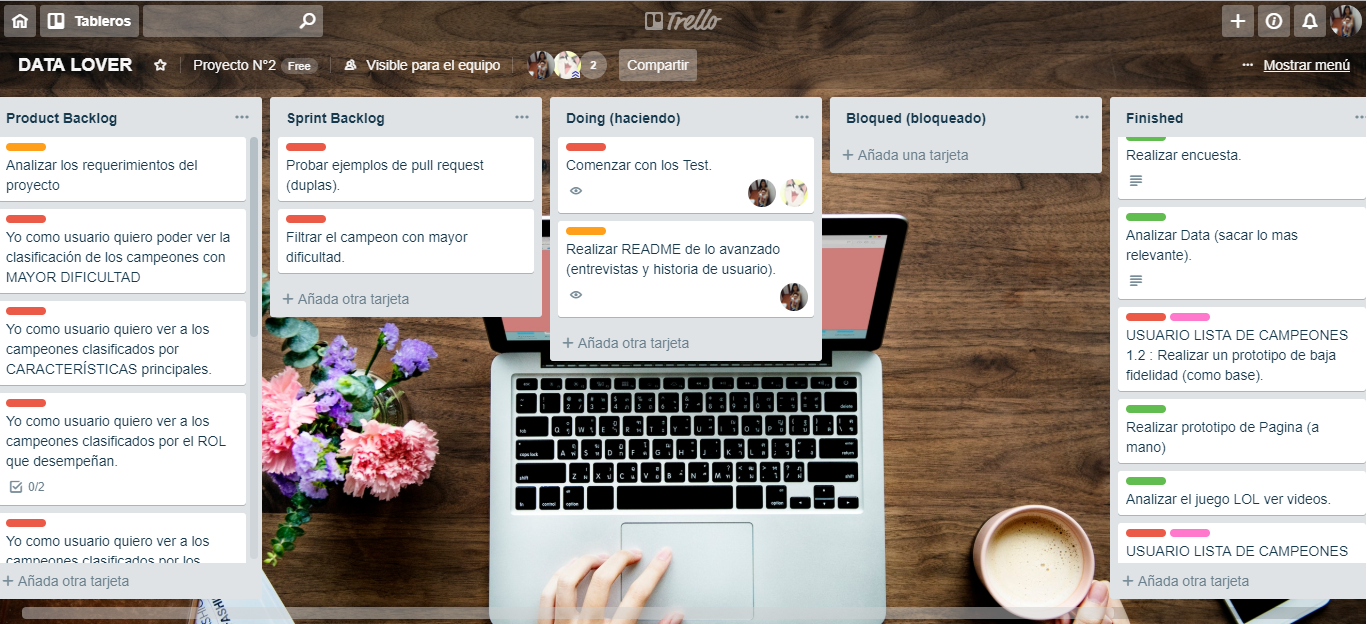 Tableros
Trello
DATA LOVER
Proyecto N°2
Free
Visible para el equipo
2
Compartir
··· Mostrar menú
Product Backlog
···
Analizar los requerimientos del
proyecto
Yo como usuario quiero poder ver la
clasificación de los campeones con
MAYOR DIFICULTAD
Yo como usuario quiero ver a los
campeones clasificados por
CARACTERÍSTICAS principales.
Yo como usuario quiero ver a los
campeones clasificados por el ROL
que desempeñan.
0/2
Yo como usuario quiero ver a los
campeones clasificados por los
+ Añada otra tarjeta
Sprint Backlog
···
Probar ejemplos de pull request
(duplas).
Filtrar el campeon con mayor
dificultad.
+ Añada otra tarjeta
Doing (haciendo)
···
Comenzar con los Test.
Realizar README de lo avanzado
(entrevistas y historia de usuario).
+ Añada otra tarjeta
Bloqued (bloqueado)
···
+ Añada una tarjeta
Finished
···
Realizar encuesta.
Analizar Data (sacar lo mas
relevante).
USUARIO LISTA DE CAMPEONES
1.2 : Realizar un prototipo de baja
fidelidad (como base).
Realizar prototipo de Pagina (a
mano)
Analizar el juego LOL ver videos.
USUARIO LISTA DE CAMPEONES
+ Añada otra tarjeta